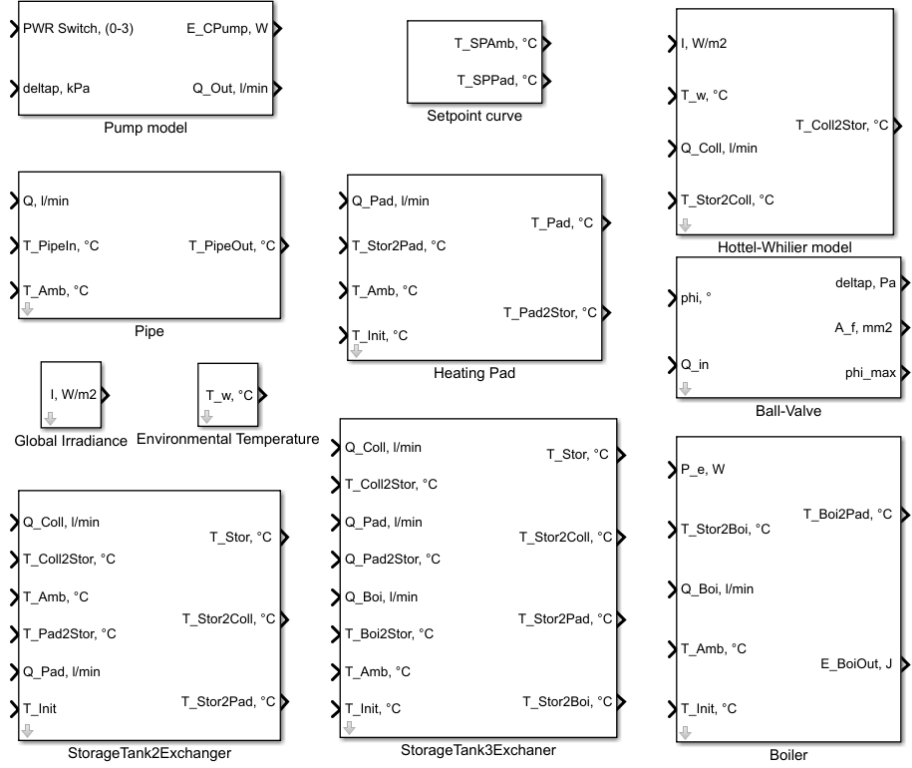 PWR Switch, (0-3)
E_CPump, W
deltap, kPa
Q_Out, l/min
Pump model
T_SPAmb, °C
T_SPPad, °C
Setpoint curve
I, W/m2
T_w, °C
Q_Coll, l/min
T_Stor2Coll, °C
T_Coll2Stor, °C
Hottel-Whilier model
Q, l/min
T_PipeIn, °C
T_Amb, °C
T_PipeOut, °C
Pipe
Q_Pad, l/min
T_Stor2Pad, °C
T_Amb, °C
T_Init, °C
T_Pad, °C
T_Pad2Stor, °C
Heating Pad
phi, °
Q_in
deltap, Pa
A_f, mm2
phi_max
Ball-Valve
I, W/m2
Global Irradiance
T_w, °C
Environmental Temperature
Q_Coll, l/min
T_Coll2Stor, °C
T_Amb, °C
T_Pad2Stor, °C
Q_Pad, l/min
T_Init
T_Stor, °C
T_Stor2Coll, °C
T_Stor2Pad, °C
StorageTank2Exchanger
Q_Coll, l/min
T_Coll2Stor, °C
Q_Pad, l/min
Q_Pad2Stor, °C
Q_Boi, l/min
T_Boi2Stor, °C
T_Amb, °C
T_Init, °C
T_Stor, °C
T_Stor2Coll, °C
T_Stor2Pad, °C
T_Stor2Boi, °C
StorageTank3Exchaner
P_e, W
T_Stor2Boi, °C
Q_Boi, l/min
T_Amb, °C
T_Init, °C
T_Boi2Pad, °C
E_BoiOut, J
Boiler